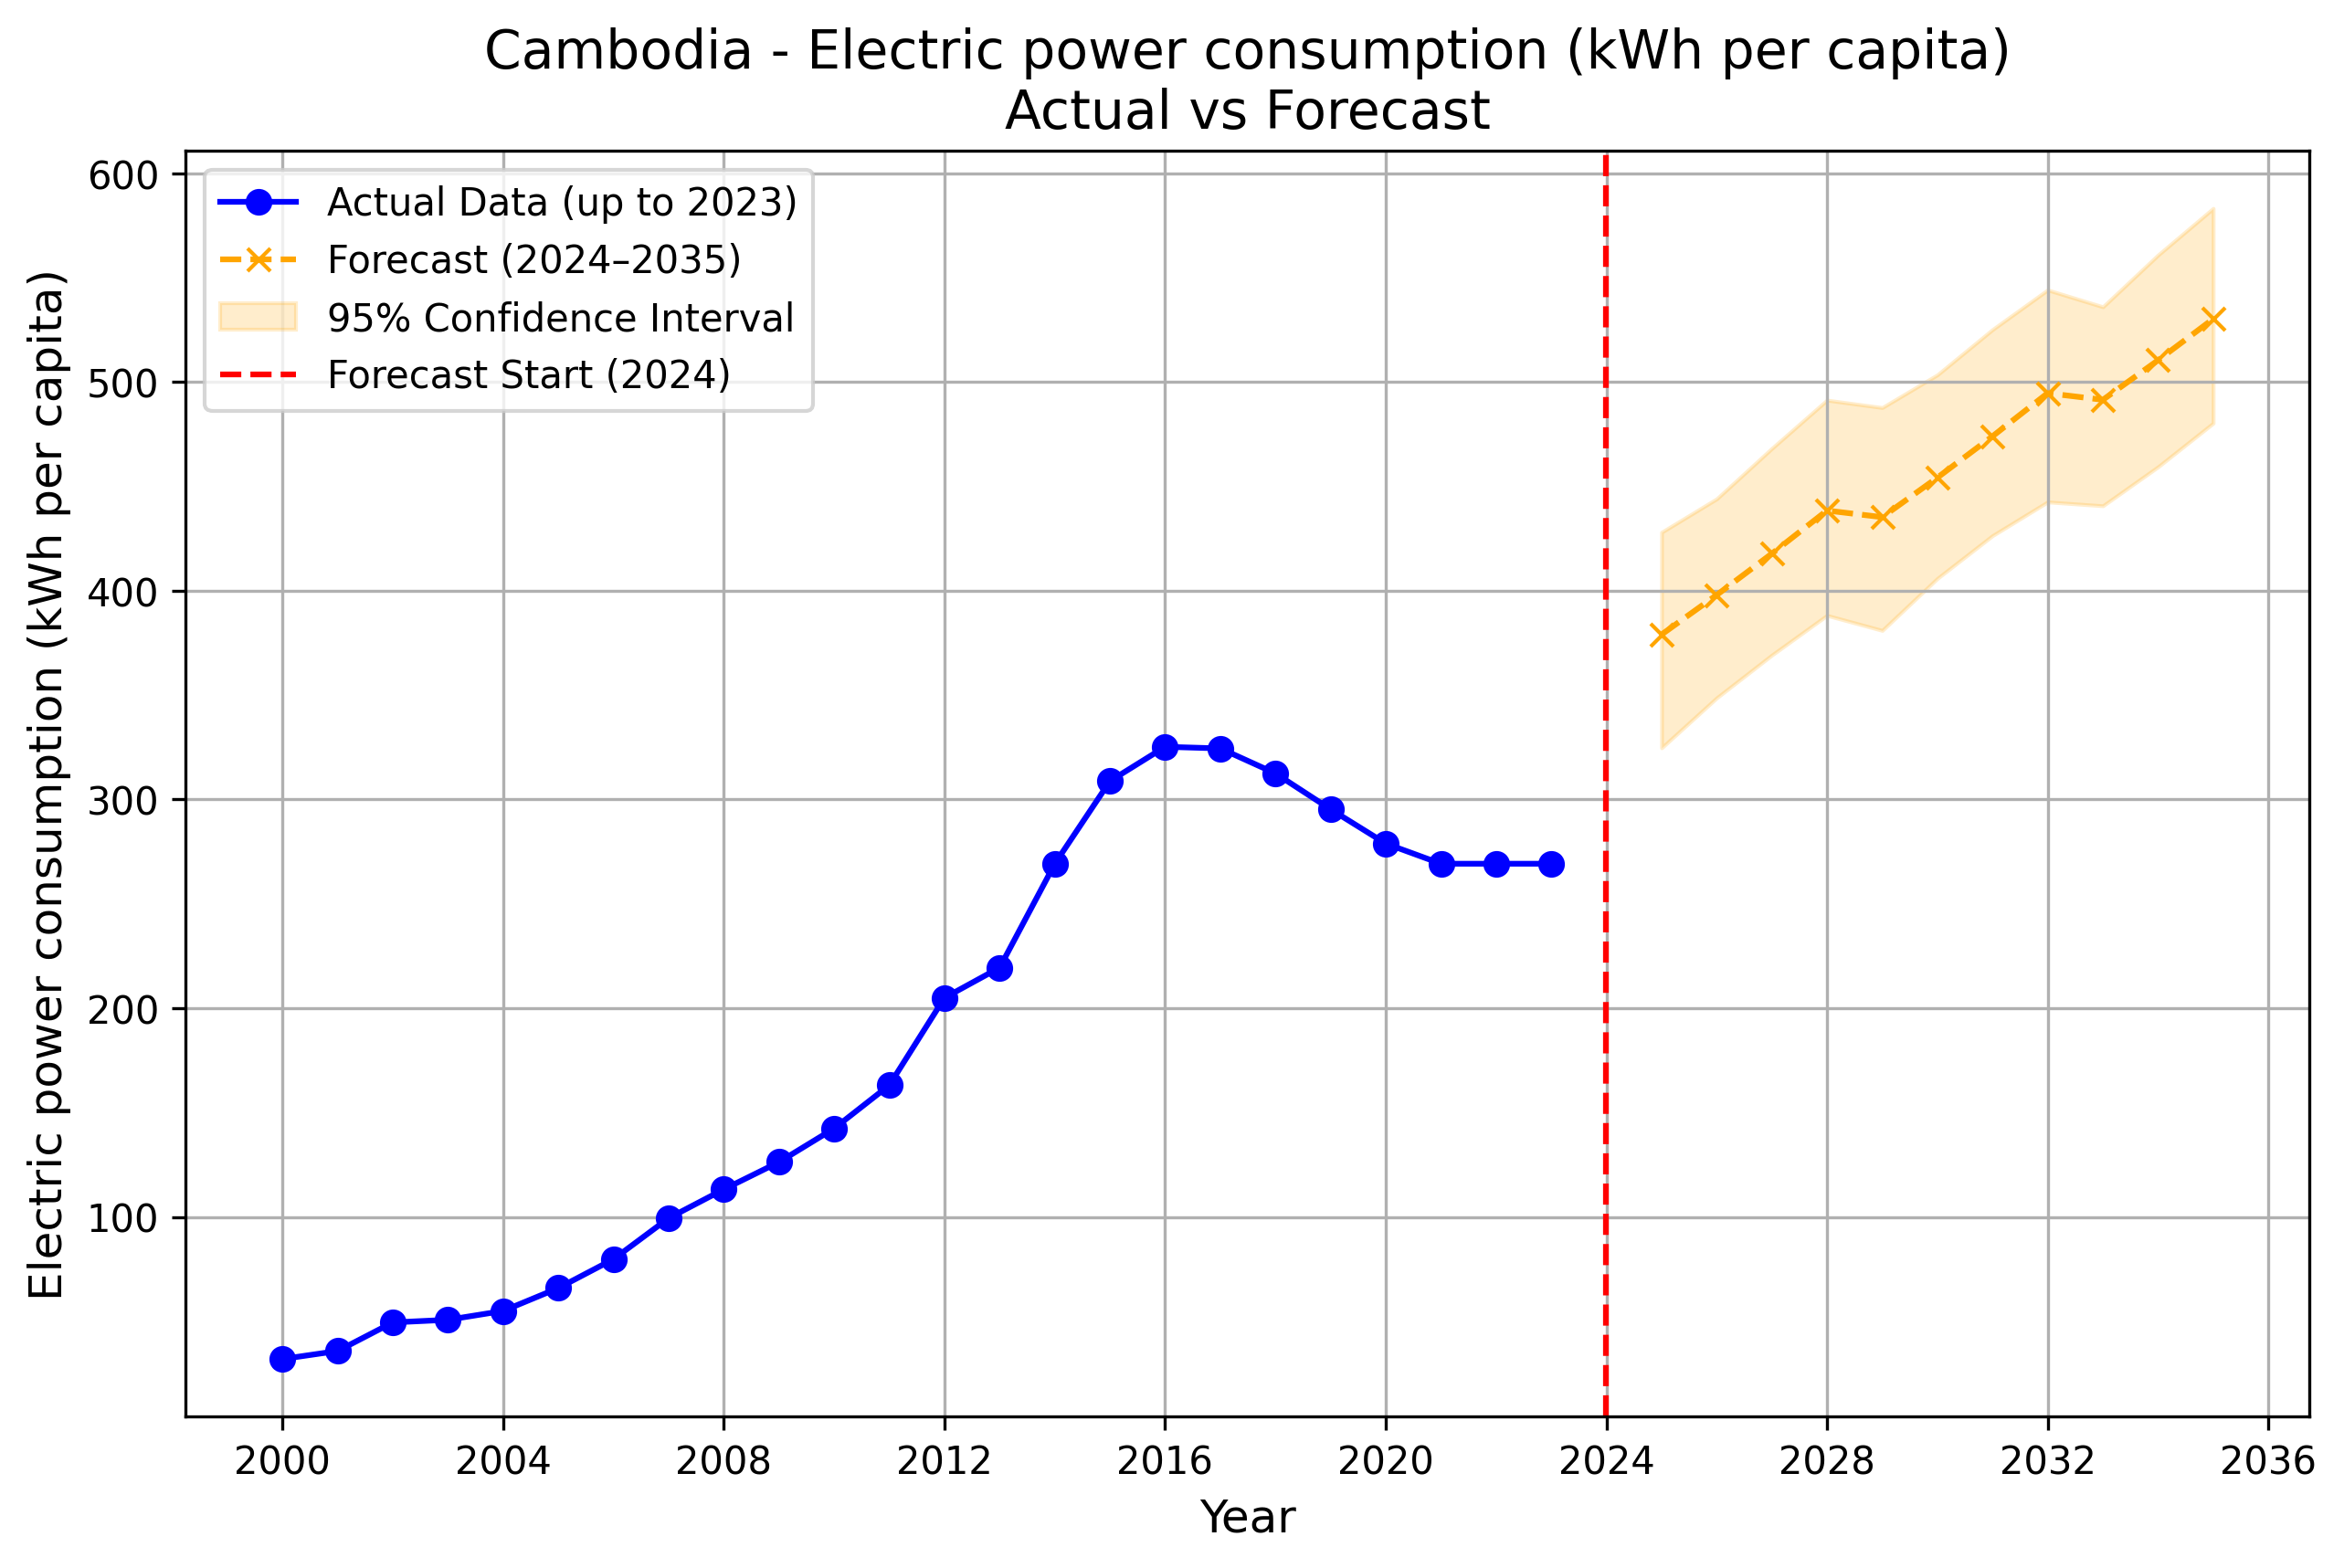 Cambodia - Electric power consumption (kWh per capita)
Actual vs Forecast
Electric power consumption (kWh per capita)
600
500
400
300
200
100
Actual Data (up to 2023)
Forecast (2024–2035)
95% Confidence Interval
Forecast Start (2024)
2000 2004 2008 2012 2016 2020 2024 2028 2032 2036
Year